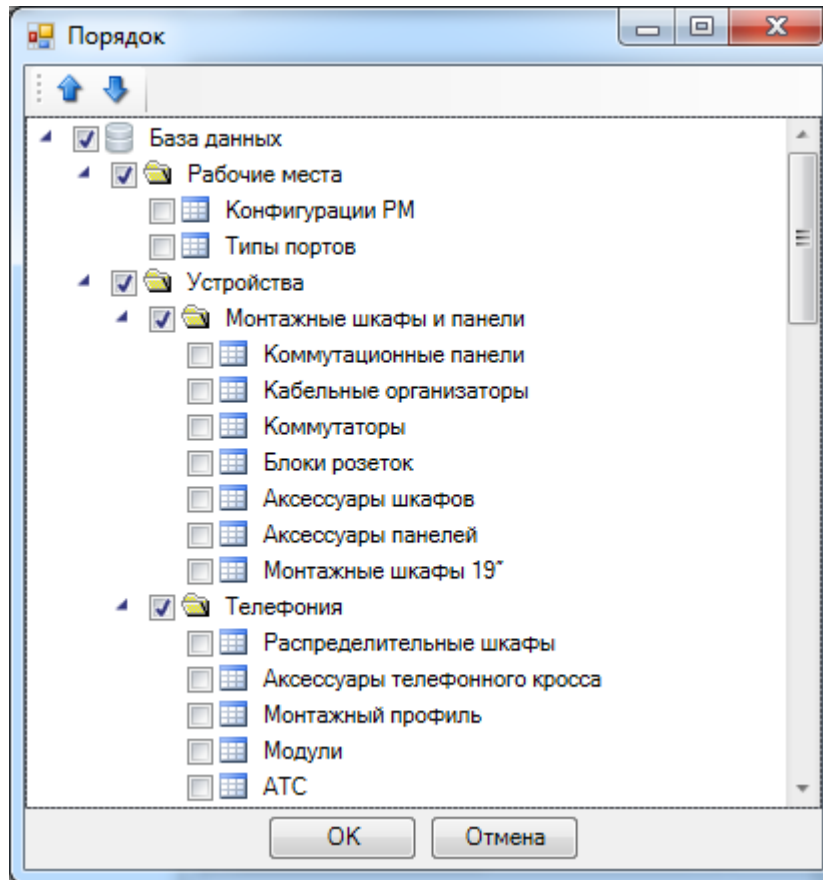 Порядок
База данных
Рабочие места
Конфигурации РМ
Типы портов
Устройства
Монтажные шкафы и панели
Коммутационные панели
Кабельные организаторы
Коммутаторы
Блоки розеток
Аксессуары шкафов
Аксессуары панелей
Монтажные шкафы 19"
Телефония
Распределительные шкафы
Аксессуары телефонного кросса
Монтажный профиль
Модули
АТС
ОК Отмена